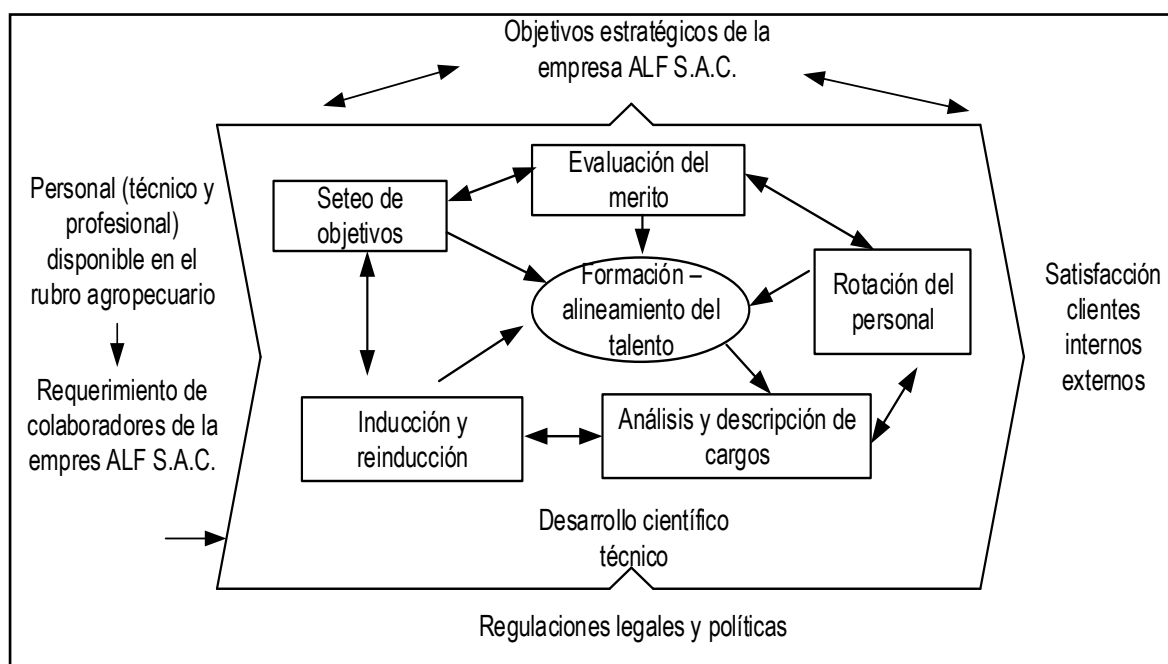 Objetivos estratégicos de la
empresa ALF S.A.C.
Personal (técnico y
profesional)
disponible en el
rubro agropecuario
Requerimiento de
colaboradores de la
empres ALF S.A.C.
Seteo de
objetivos
Evaluación del
merito
Formación –
alineamiento del
talento
Rotación del
personal
Inducción y
reinducción
Análisis y descripción de
cargos
Desarrollo científico
técnico
Satisfacción
clientes
internos
externos
Regulaciones legales y políticas